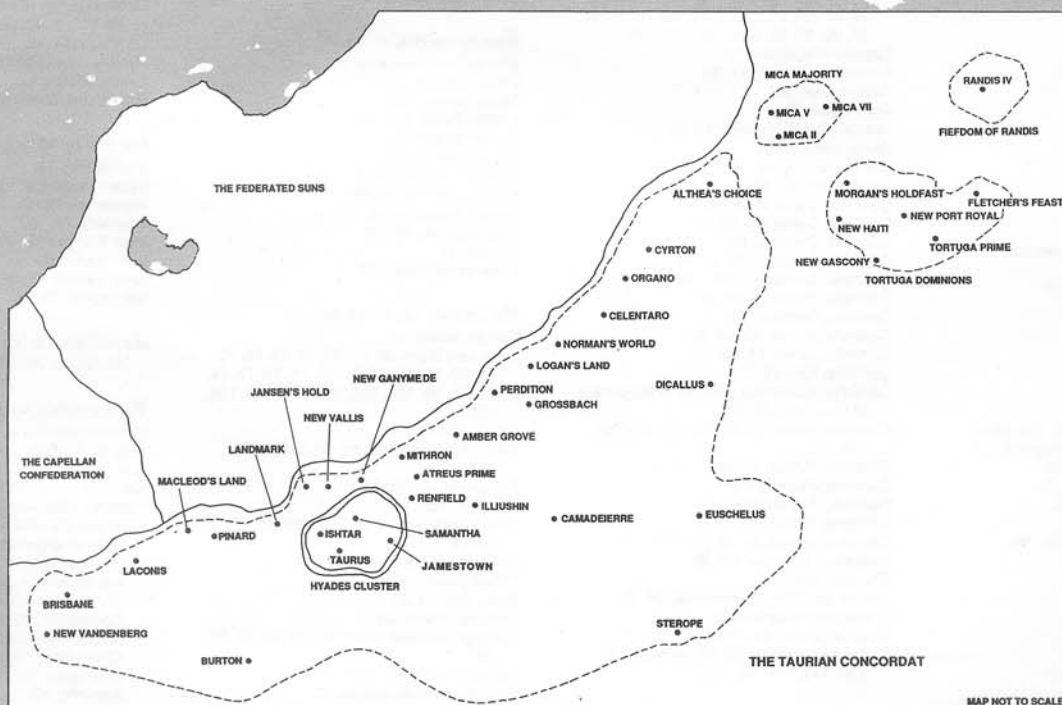 MICA MAJORITY
RANDIS IV
MICA V
MICA VII
MICA II
FIEFDOM OF RANDIS
THE FEDERATED SUNS
ALTHEA'S CHOICE
MORGAN'S HOLDFAST
FLETCHER'S FEAST
NEW PORT ROYAL
NEW HAITI
TORTUGA PRIME
CYRTON
NEW GASCONY
TORTUGA DOMINIONS
ORGANO
CELENTARO
NORMAN'S WORLD
LOGAN'S LAND
NEW GANYMEDE
PERDITION
DICALLUS
JANSEN'S HOLD
GROSSBACH
NEW VALLIS
AMBER GROVE
LANDMARK
MITHRON
THE CAPELLAN
CONFEDERATION
ATREUS PRIME
MACLEOD'S LAND
RENFIELD
ILLIUSHIN
CAMADEIERRE
EUSCHELUS
PINARD
ISHTAR
SAMANTHA
TAURUS
JAMESTOWN
LACONIS
HYADES CLUSTER
BRISBANE
NEW VANDENBERG
STEROPE
BURTON
THE TAURIAN CONCORDAT
MAP NOT TO SCALE